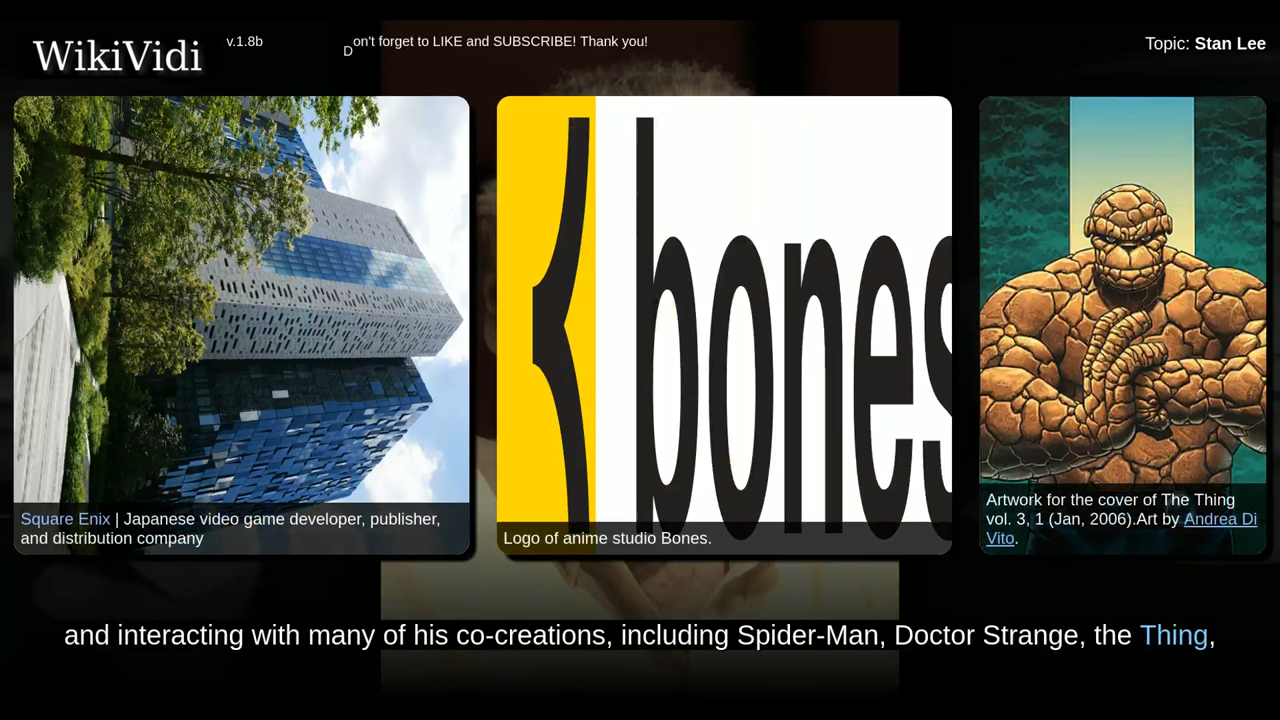 WikiVidi
v.1.8b
Don't forget to LIKE and SUBSCRIBE! Thank you!
Topic: Stan Lee
bones
Square Enix | Japanese video game developer, publisher,
and distribution company
Logo of anime studio Bones.
Artwork for the cover of The Thing
vol. 3, 1 (Jan, 2006).Art by Andrea Di
Vito.
and interacting with many of his co-creations, including Spider-Man, Doctor Strange, the Thing,